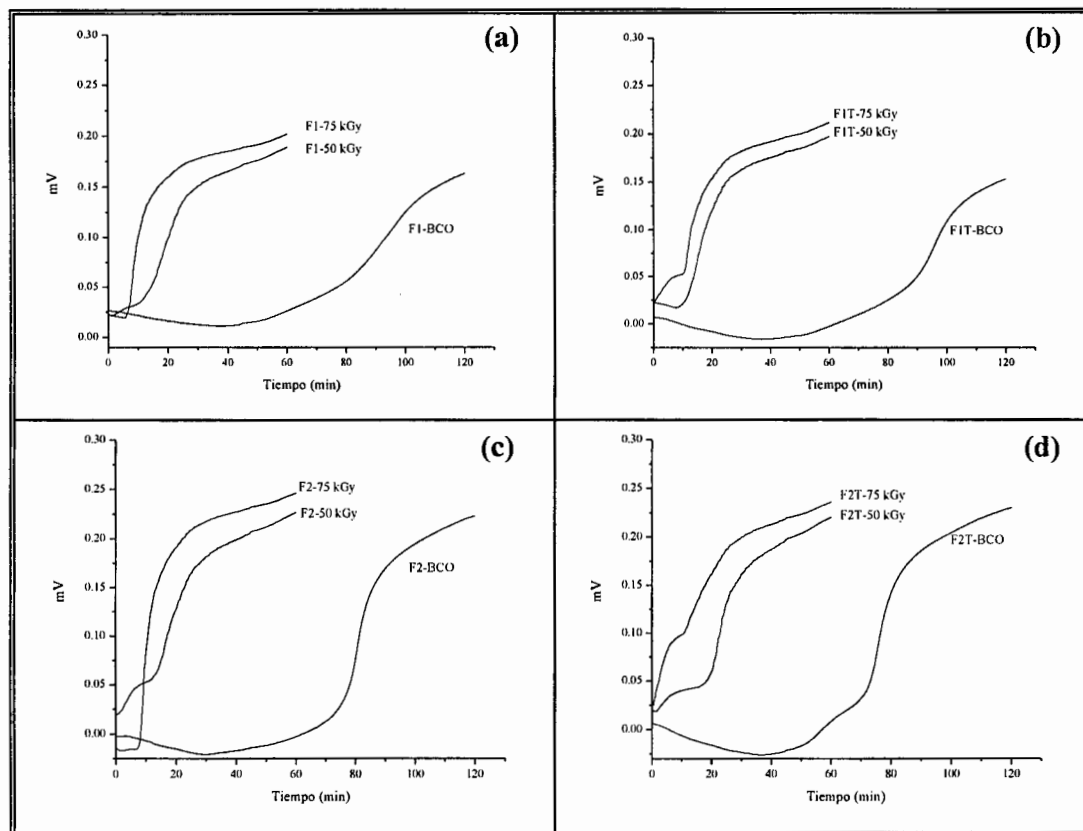 (a)
0.30
0.25
0.20
0.15
0.10
0.05
0.00
mV
F1-75 kGy
F1-50 kGy
F1-BCO
0 20 40 60 80 100 120
Tiempo (min)
(b)
0.30
0.25
0.20
0.15
0.10
0.05
0.00
mV
F1T-75 kGy
F1T-50 kGy
F1T-BCO
0 20 40 60 80 100 120
Tiempo (min)
(c)
0.30
0.25
0.20
0.15
0.10
0.05
0.00
mV
F2-75 kGy
F2-50 kGy
F2-BCO
0 20 40 60 80 100 120
Tiempo (min)
(d)
0.30
0.25
0.20
0.15
0.10
0.05
0.00
mV
F2T-75 kGy
F2T-50 kGy
F2T-BCO
0 20 40 60 80 100 120
Tiempo (min)